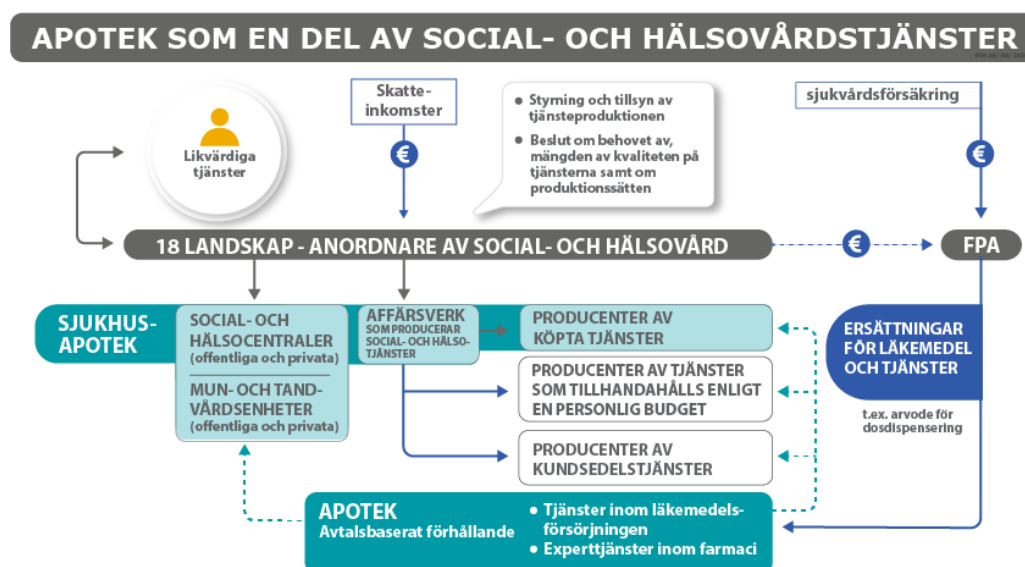 APOTEK SOM EN DEL AV SOCIAL- OCH HÄLSOVÅRDSTJÄNSTER
Likvärdiga
tjänster
Skatte-
inkomster
€
• Styrning och tillsyn av
tjänsteproduktionen
• Beslut om behovet av,
mängden av kvaliteten på
tjänsterna samt om
produktionssätten
sjukvårdsförsäkring
€
18 LANDSKAP - ANORDNARE AV SOCIAL- OCH HÄLSOVÅRD
€
FPA
SJUKHUS-
APOTEK
SOCIAL- OCH
HÄLSOCENTRALER
(offentliga och privata)
MUN- OCH TAND-
VÅRDSENHETER
(offentliga och privata)
AFFÄRSVERK
SOM PRODUCERAR
SOCIAL- OCH HÄLSO-
TJÄNSTER
PRODUCENTER AV
KÖPTA TJÄNSTER
PRODUCENTER AV TJÄNSTER
SOM TILLHANDAHÅLLS ENLIGT
EN PERSONLIG BUDGET
PRODUCENTER AV
KUNDSEDELSTJÄNSTER
ERSÄTTNINGAR
FÖR LÄKEMEDEL
OCH TJÄNSTER
t.ex. arvode för
dosdispensering
APOTEK
Avtalsbaserat förhållande
• Tjänster inom läkemedels-
försörjningen
• Experttjänster inom farmaci